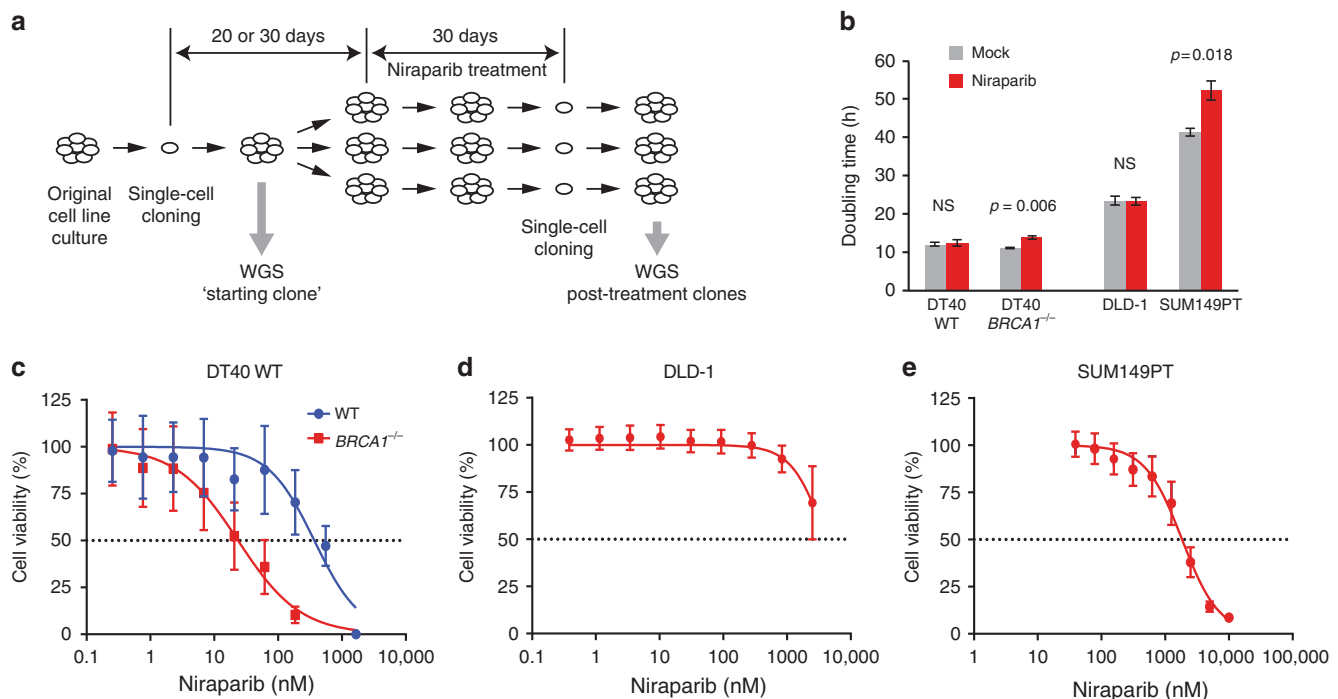 a
20 or 30 days
30 days
Niraparib treatment
Original
cell line
culture
Single-cell
cloning
WGS
'starting clone'
Single-cell
cloning
WGS
post-treatment clones
b
Mock
Niraparib
Doubling time (h)
60
50
40
30
20
10
0
NS
p = 0.006
NS
p=0.018
DT40
WT
DT40
BRCA1–/–
DLD-1
SUM149PT
c
DT40 WT
WT
BRCA1–/–
Cell viability (%)
125
100
75
50
25
0
0.1
1
10
100
1000
10,000
Niraparib (nM)
d
DLD-1
Cell viability (%)
125
100
75
50
25
0
0.1
1
10
100
1000
10,000
Niraparib (nM)
e
SUM149PT
Cell viability (%)
125
100
75
50
25
0
1
10
100
1000
10,000
100,000
Niraparib (nM)